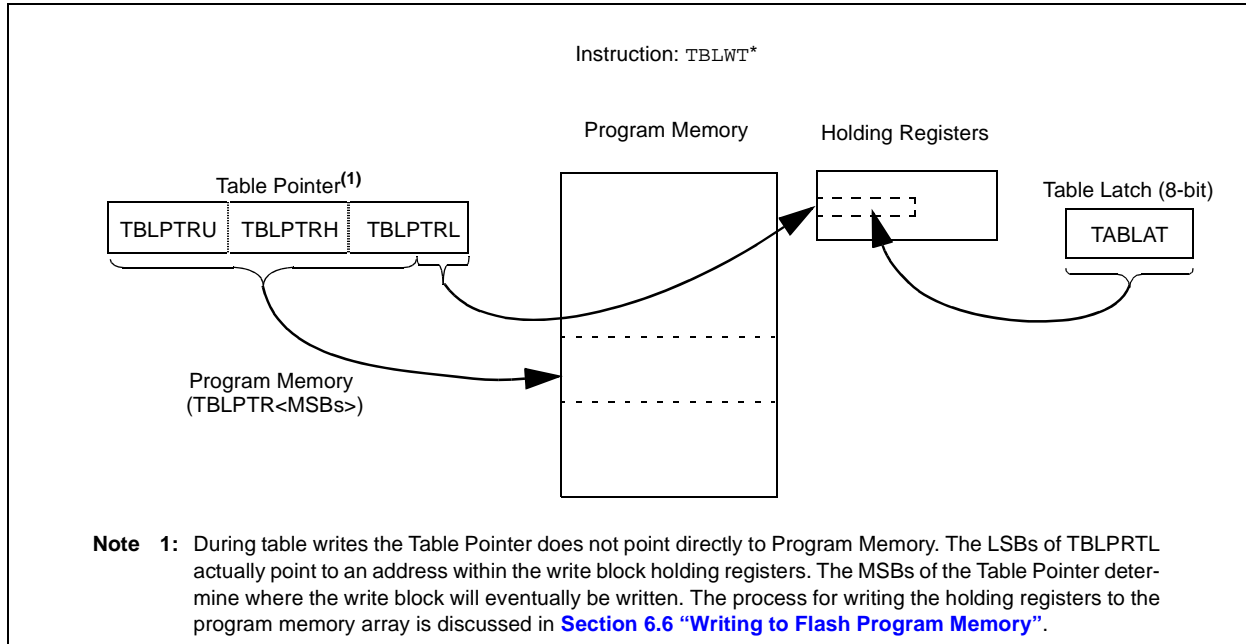 Instruction: TBLWT*
Program Memory
Holding Registers
Table Pointer(1)
Table Latch (8-bit)
TBLPTRU TBLPTRH TBLPTRL
TABLAT
Program Memory
(TBLPTR<MSBs>)
Note 1: During table writes the Table Pointer does not point directly to Program Memory. The LSBs of TBLPRTL
actually point to an address within the write block holding registers. The MSBs of the Table Pointer deter-
mine where the write block will eventually be written. The process for writing the holding registers to the
program memory array is discussed in Section 6.6 “Writing to Flash Program Memory”.